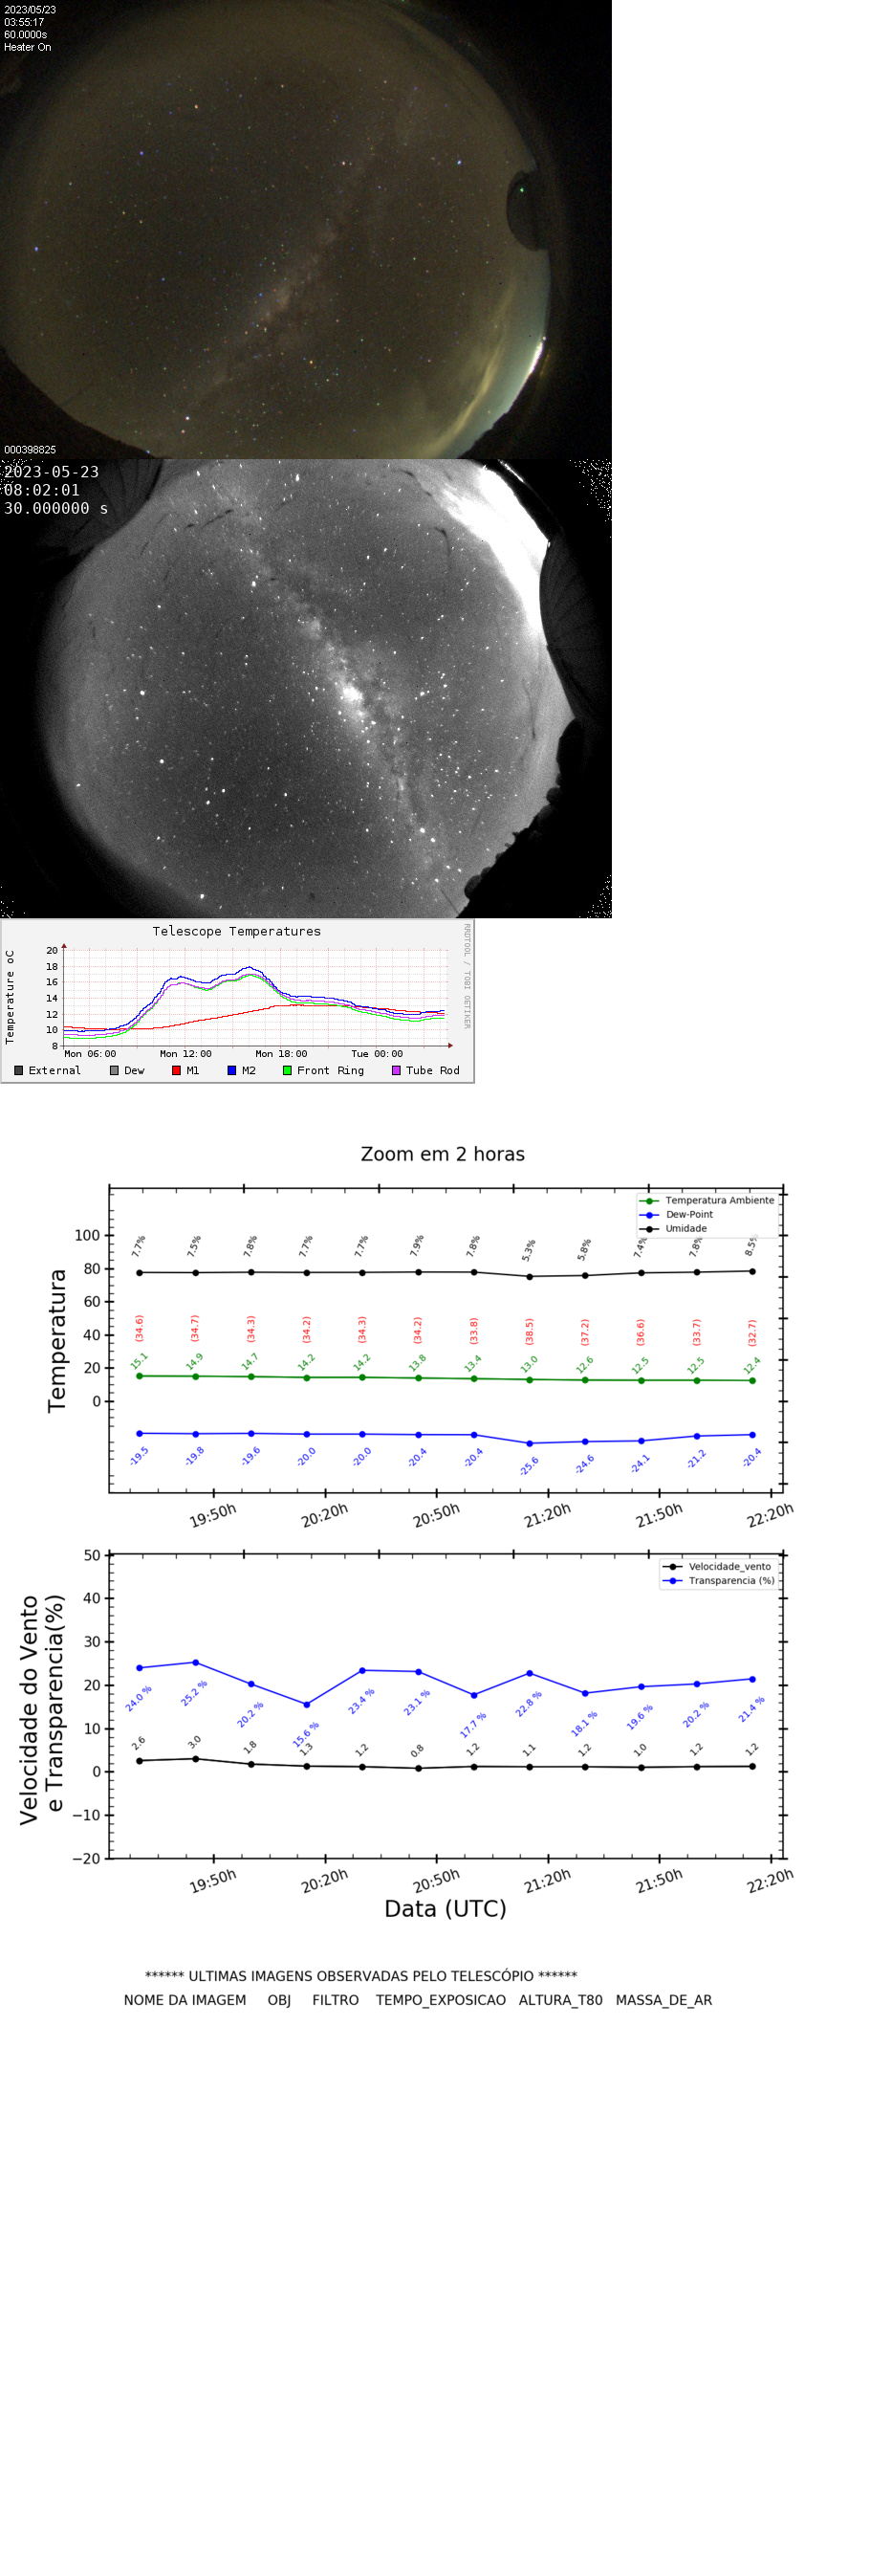 2023/05/23
03:55:17
60.0000s
Heater On
000398825
2023-05-23
08:02:01
30.000000 s
Telescope Temperatures
RRDTOOL / TOBI OETIKER
Temperature oC
20
18
16
14
12
10
8
Mon 06:00 Mon 12:00 Mon 18:00 Tue 00:00
External Dew M1 M2 Front Ring Tube Rod
Zoom em 2 horas
Temperatura Ambiente
Dew-Point
Umidade
Temperatura
100
80
60
40
20
0
7.7% 7.5% 7.8% 7.7% 7.7% 7.9% 7.8% 5.3% 5.8% 7.4% 7.8% 8.5%
(34.6) (34.7) (34.3) (34.2) (34.3) (34.2) (33.8) (38.5) (37.2) (36.6) (33.7) (32.7)
15.1 14.9 14.7 14.2 14.2 13.8 13.4 13.0 12.6 12.5 12.5 12.4
-19.5 -19.8 -19.6 -20.0 -20.0 -20.4 -20.4 -25.6 -24.6 -24.1 -21.2 -20.4
19:50h 20:20h 20:50h 21:20h 21:50h 22:20h
Velocidade_vento
Transparencia (%)
Velocidade do Vento
e Transparencia(%)
50
40
30
20
10
0
−10
−20
24.0 % 25.2 % 20.2 % 15.6 % 23.4 % 23.1 % 17.7 % 22.8 % 18.1 % 19.6 % 20.2 % 21.4 %
2.6 3.0 1.8 1.3 1.2 0.8 1.2 1.1 1.2 1.0 1.2 1.2
19:50h 20:20h 20:50h 21:20h 21:50h 22:20h
Data (UTC)
****** ULTIMAS IMAGENS OBSERVADAS PELO TELESCÓPIO ******
NOME DA IMAGEM OBJ FILTRO TEMPO_EXPOSICAO ALTURA_T80 MASSA_DE_AR